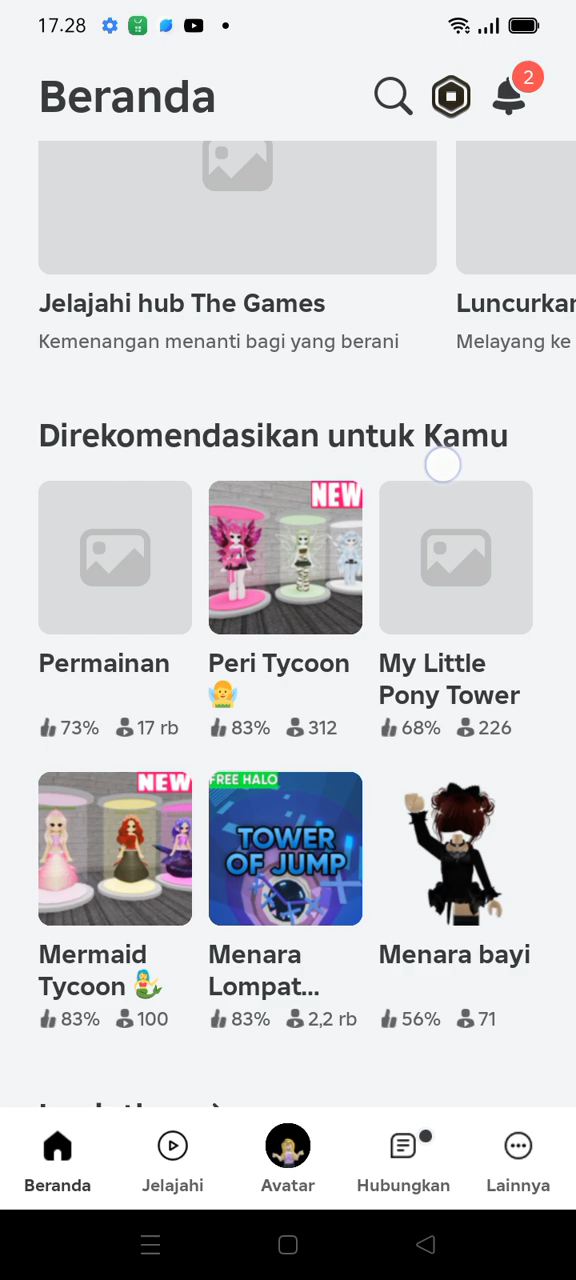 17.28
Beranda
2
Jelajahi hub The Games
Kemenangan menanti bagi yang berani
Luncurkan
Melayang ke
Direkomendasikan untuk Kamu
NEW
Permainan
73% 17 rb
Peri Tycoon
🧚
83% 312
My Little
Pony Tower
68% 226
NEW
FREE HALO
TOWER
OF JUMP
Mermaid
Tycoon 🧜‍♀️
83% 100
Menara
Lompat...
83% 2,2 rb
Menara bayi
56% 71
Beranda
Jelajahi
Avatar
Hubungkan
Lainnya